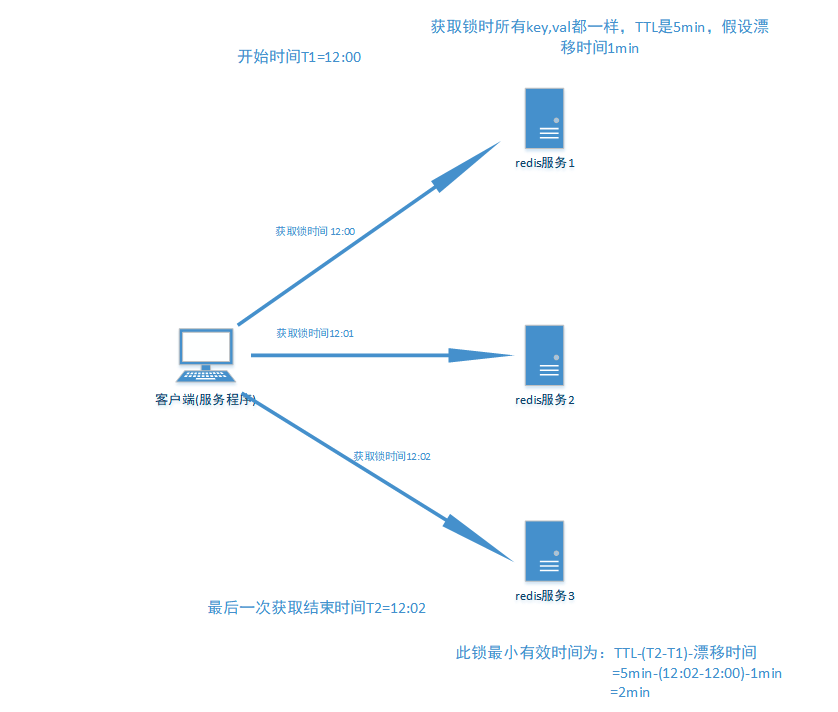 获取锁时所有key,val都一样，TTL是5min，假设漂
移时间1min
开始时间T1=12:00
redis服务1
获取锁时间 12:00
获取锁时间12:01
客户端(服务程序)
redis服务2
获取锁时间12:02
redis服务3
最后一次获取结束时间T2=12:02
此锁最小有效时间为：TTL-(T2-T1)-漂移时间
=5min-(12:02-12:00)-1min
=2min